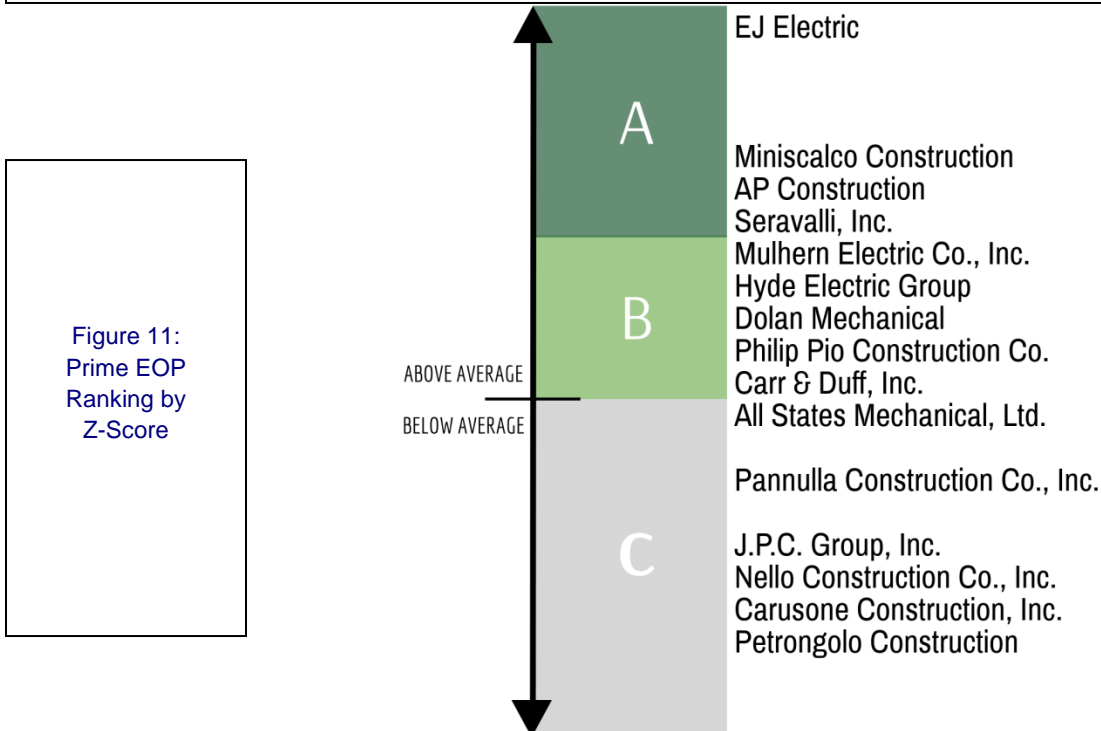 Figure 11:
Prime EOP
Ranking by
Z-Score
ABOVE AVERAGE
BELOW AVERAGE
A
B
C
EJ Electric
Miniscalco Construction
AP Construction
Seravalli, Inc.
Mulhern Electric Co., Inc.
Hyde Electric Group
Dolan Mechanical
Philip Pio Construction Co.
Carr & Duff, Inc.
All States Mechanical, Ltd.
Pannulla Construction Co., Inc.
J.P.C. Group, Inc.
Nello Construction Co., Inc.
Carusone Construction, Inc.
Petrongolo Construction